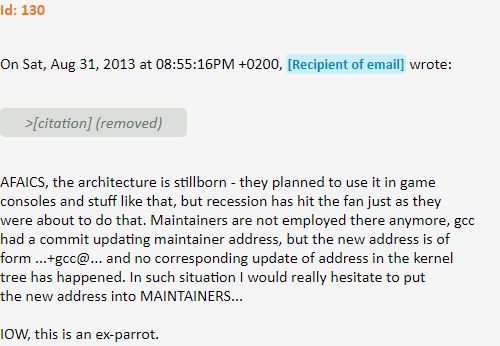 Id: 130
On Sat, Aug 31, 2013 at 08:55:16PM +0200, [Recipient of email] wrote:
>[citation] (removed)
AFAICS, the architecture is stillborn - they planned to use it in game
consoles and stuff like that, but recession has hit the fan just as they
were about to do that. Maintainers are not employed there anymore, gcc
had a commit updating maintainer address, but the new address is of
form ...+gcc@... and no corresponding update of address in the kernel
tree has happened. In such situation I would really hesitate to put
the new address into MAINTAINERS...
IOW, this is an ex-parrot.